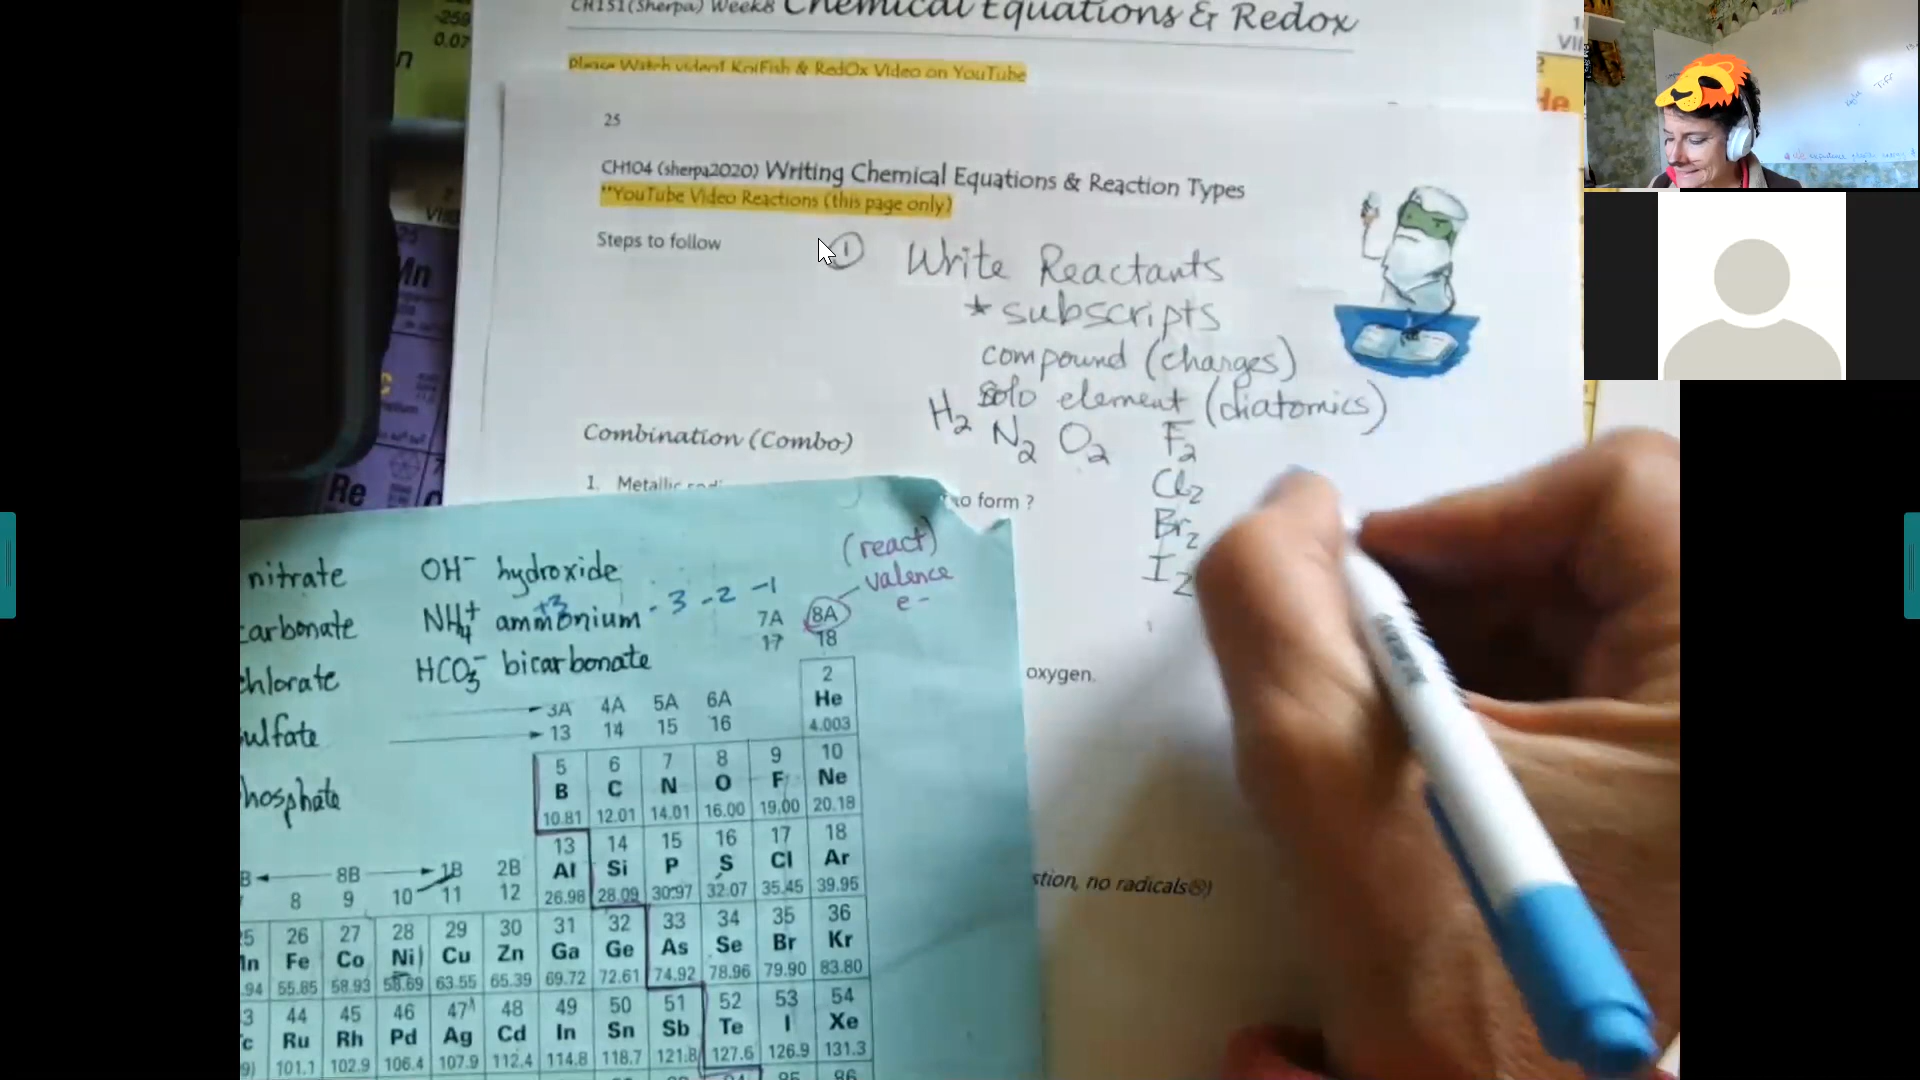 CH151(Sherpa) Week8 Chemical Equations & Redox
Please Watch video! KoiFish & RedOx Video on YouTube
25
CH104 (sherpa2020) Writing Chemical Equations & Reaction Types
**YouTube Video Reactions (this page only)
Steps to follow
① Write Reactants
* subscripts
compound (charges)
solo element (diatomics)
H2 N2 O2 F2
Cl2
Br2
I2
Combination (Combo)
1. Metallic
to form ?
oxygen.
no radicals☹)
nitrate OH- hydroxide
carbonate NH4+ ammonium
chlorate HCO3- bicarbonate
+3 -3 -2 -1
(react)
valence
e-
7A 8A
17 18
3A 4A 5A 6A
13 14 15 16
2
He
4.003
5 6 7 8 9 10
B C N O F Ne
10.81 12.01 14.01 16.00 19.00 20.18
13 14 15 16 17 18
Al Si P S Cl Ar
26.98 28.09 30.97 32.07 35.45 39.95
8B 1B 2B
8 9 10 11 12
26 27 28 29 30 31 32 33 34 35 36
Fe Co Ni Cu Zn Ga Ge As Se Br Kr
55.85 58.93 58.69 63.55 65.39 69.72 72.61 74.92 78.96 79.90 83.80
44 45 46 47 48 49 50 51 52 53 54
Ru Rh Pd Ag Cd In Sn Sb Te I Xe
101.1 102.9 106.4 107.9 112.4 114.8 118.7 121.8 127.6 126.9 131.3
Mn
Re